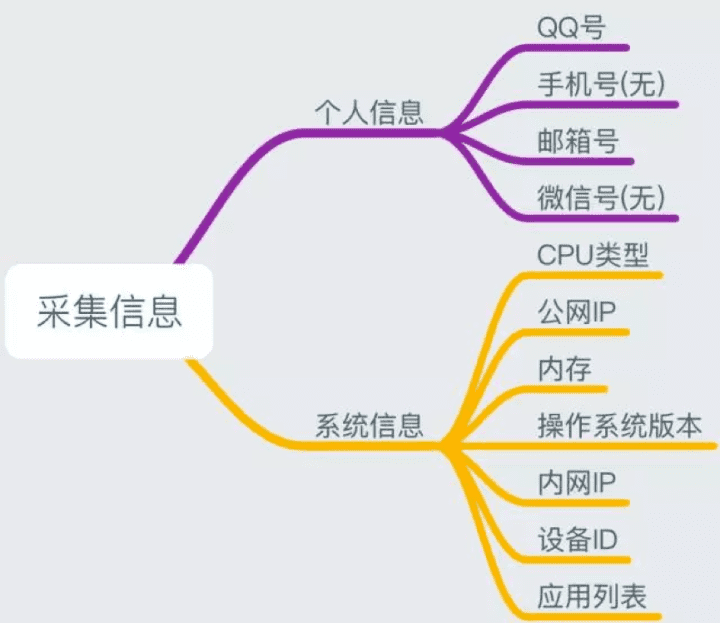 采集信息
个人信息
QQ号
手机号(无)
邮箱号
微信号(无)
系统信息
CPU类型
公网IP
内存
操作系统版本
内网IP
设备ID
应用列表